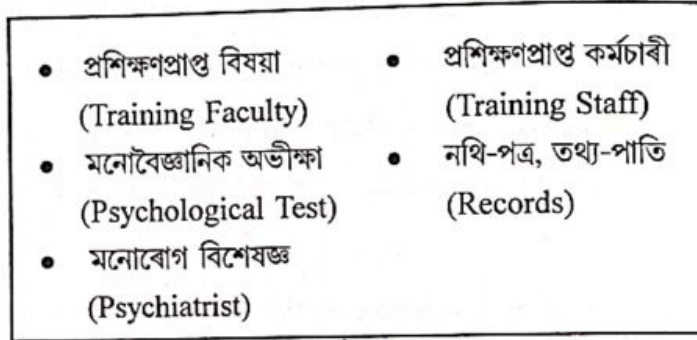 • প্ৰশিক্ষণপ্ৰাপ্ত বিষয়া
(Training Faculty)
• মনোবৈজ্ঞানিক অভীক্ষা
(Psychological Test)
• মনোৰোগ বিশেষজ্ঞ
(Psychiatrist)
• প্ৰশিক্ষণপ্ৰাপ্ত কৰ্মচাৰী
(Training Staff)
• নথি-পত্ৰ, তথ্য-পাতি
(Records)